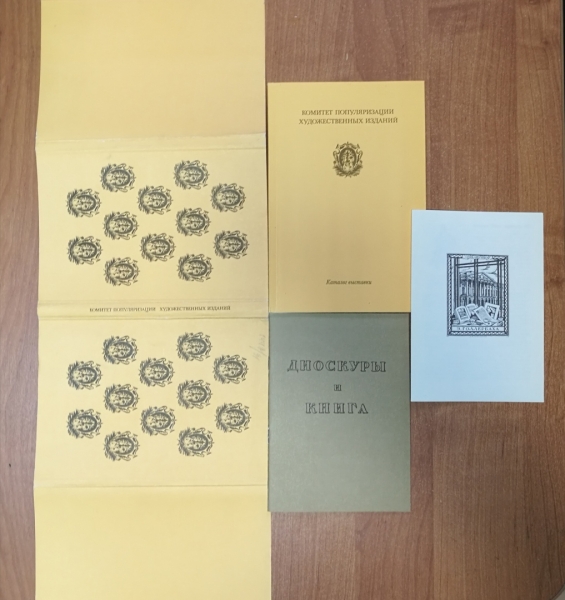 КОМИТЕТ ПОПУЛЯРИЗАЦИИ
ХУДОЖЕСТВЕННЫХ ИЗДАНИЙ
Каталог выставки
КОМИТЕТ ПОПУЛЯРИЗАЦИИ ХУДОЖЕСТВЕННЫХ ИЗДАНИЙ
ДИОСКУРЫ
И
КНИГА